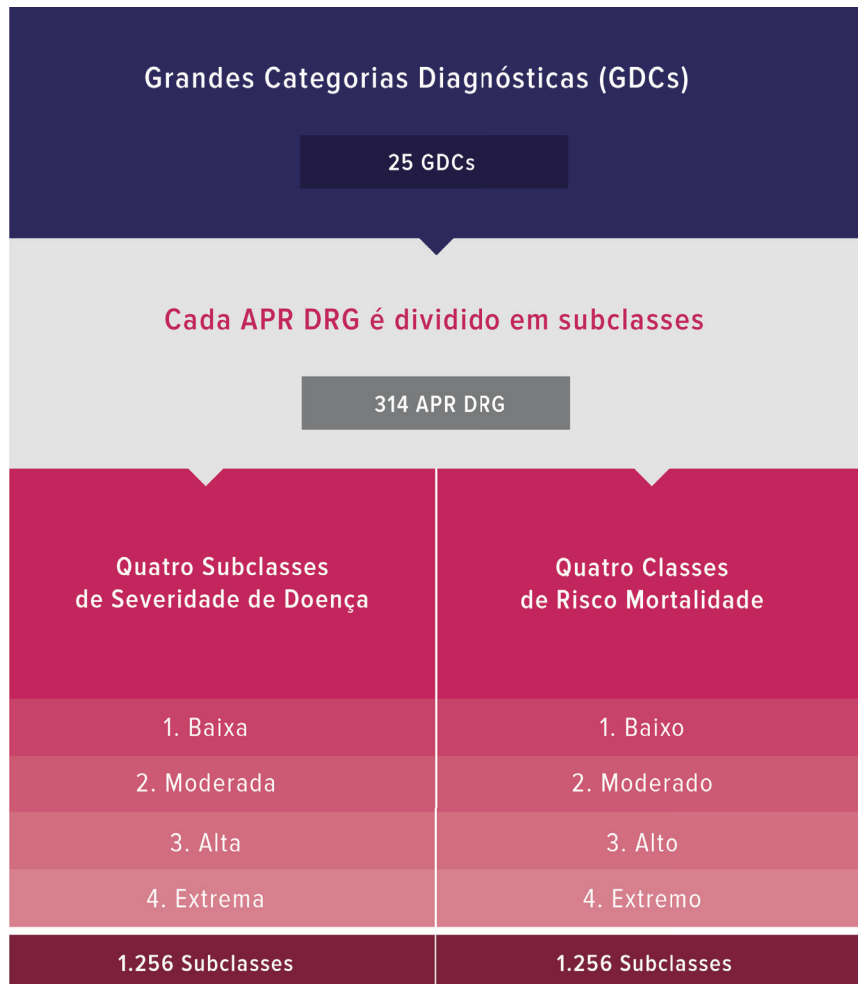 Grandes Categorias Diagnósticas (GDCs)
25 GDCs
Cada APR DRG é dividido em subclasses
314 APR DRG
Quatro Subclasses
de Severidade de Doença
1. Baixa
2. Moderada
3. Alta
4. Extrema
1.256 Subclasses
Quatro Classes
de Risco Mortalidade
1. Baixo
2. Moderado
3. Alto
4. Extremo
1.256 Subclasses